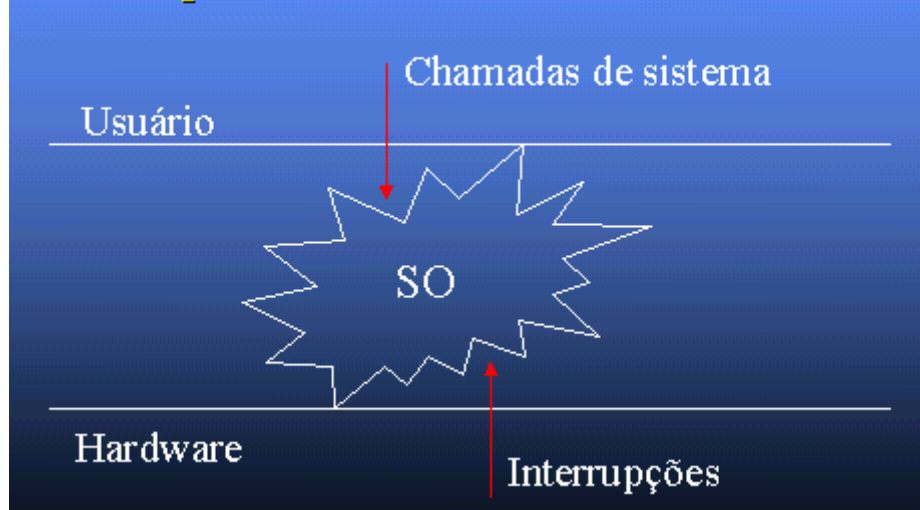 Chamadas de sistema
Usuário
SO
Hardware
Interrupções